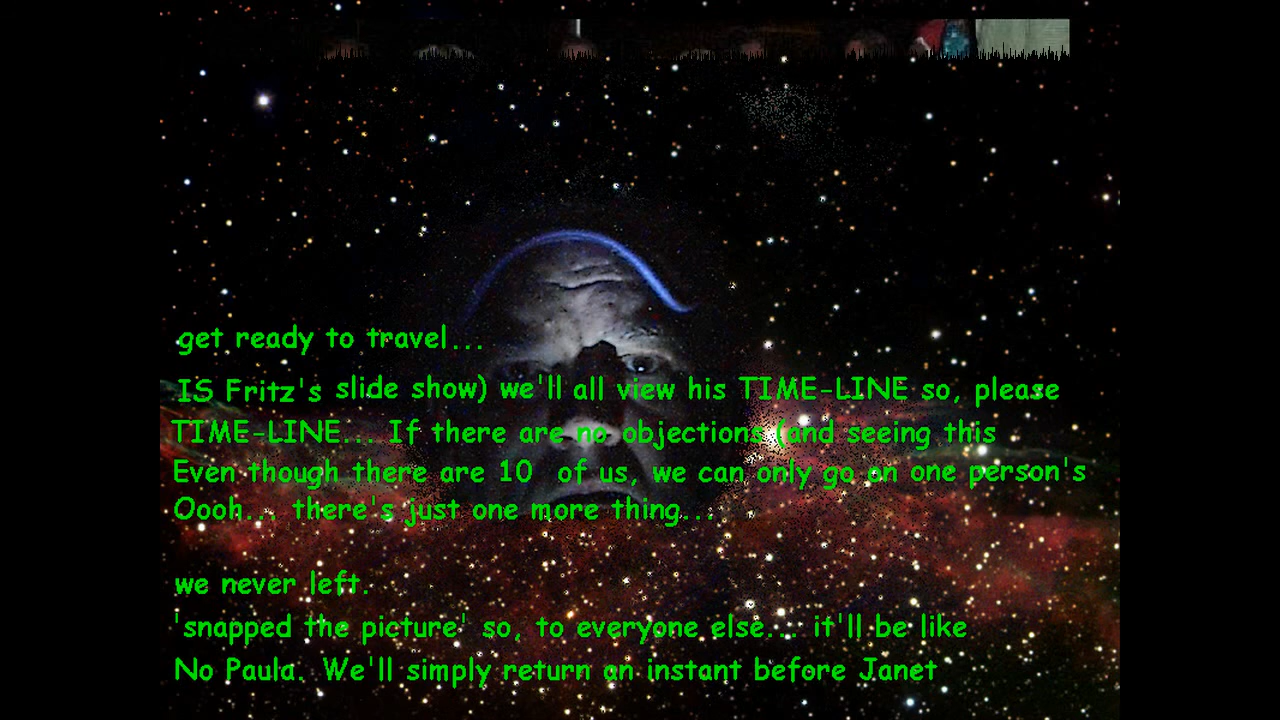 get ready to travel...
IS Fritz's slide show) we'll all view his TIME-LINE so, please
TIME-LINE... If there are no objections (and seeing this
Even though there are 10 of us, we can only go on one person's
Oooh... there's just one more thing...
we never left.
'snapped the picture' so, to everyone else... it'll be like
No Paula. We'll simply return an instant before Janet